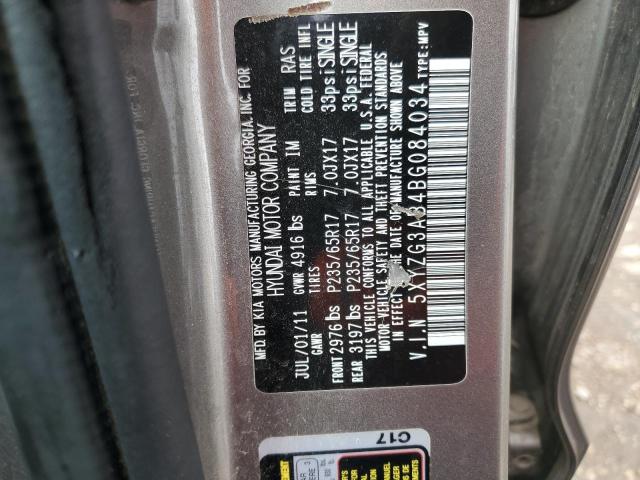 MFD.BY KIA MOTORS MANUFACTURING GEORGIA, INC. FOR
HYUNDAI MOTOR COMPANY
JUL/01/11 PAINT IM TRIM RAS
GVWR 4916 lbs
GAWR TIRES RIMS COLD TIRE INFL
FRONT 2976 lbs P235/65R17 7.0JX17 33psi SINGLE
REAR 3197 lbs P235/65R17 7.0JX17 33psi SINGLE
THIS VEHICLE CONFORMS TO ALL APPLICABLE U.S.A. FEDERAL
MOTOR-VEHICLE SAFETY AND THEFT PREVENTION STANDARDS
IN EFFECT ON THE DATE OF MANUFACTURE SHOWN ABOVE
V.I.N 5XYZG3AB4BG084034 TYPE:MPV
C17